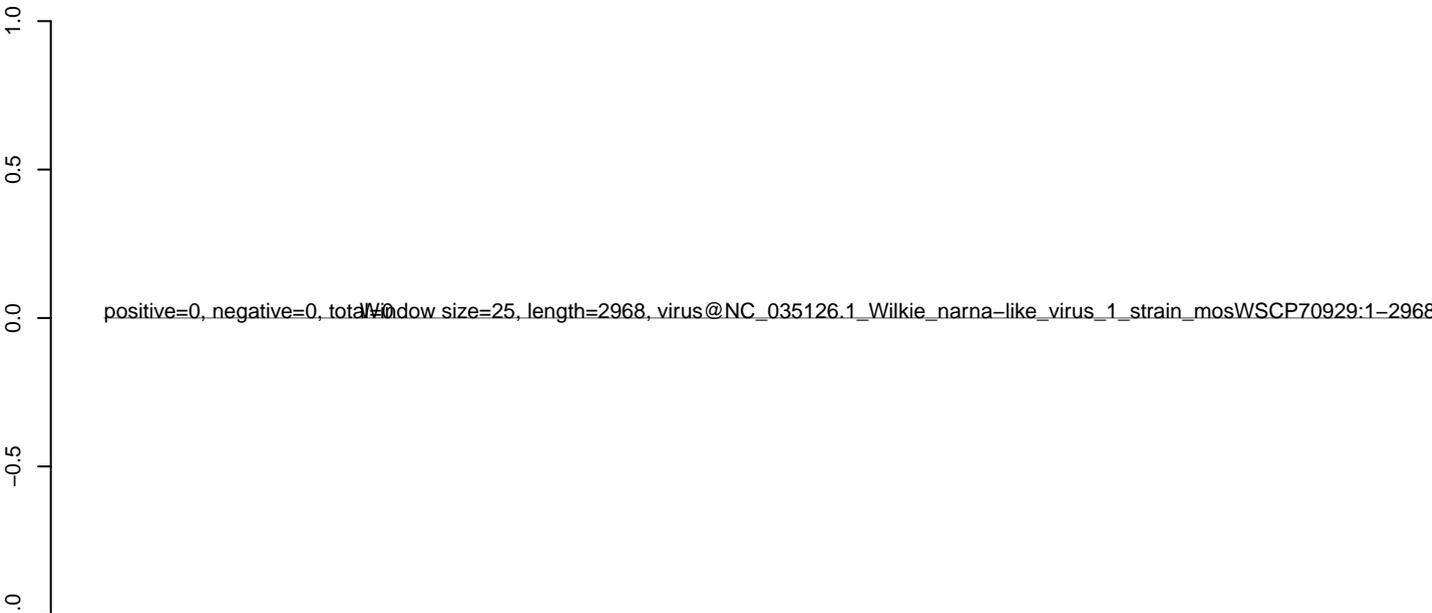 1.0
0.5
positive=0, negative=0, total=0
Window size=25, length=2968, virus@NC_035126.1_Wilkie_narna−like_virus_1_strain_mosWSCP70929:1−2968
0.0
−0.5
.0